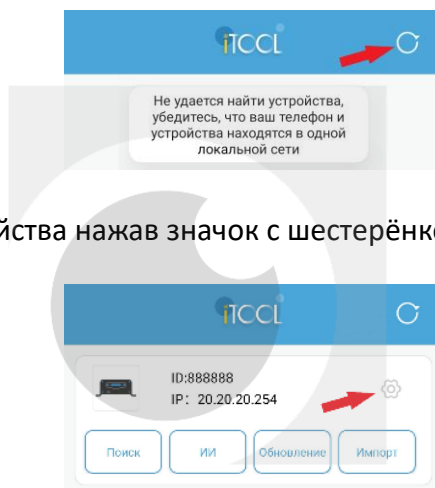 iTCCL
Не удается найти устройства,
убедитесь, что ваш телефон и
устройства находятся в одной
локальной сети
йства нажав значок с шестерёнк
iTCCL
ID:888888
IP: 20.20.20.254
Поиск ИИ Обновление Импорт